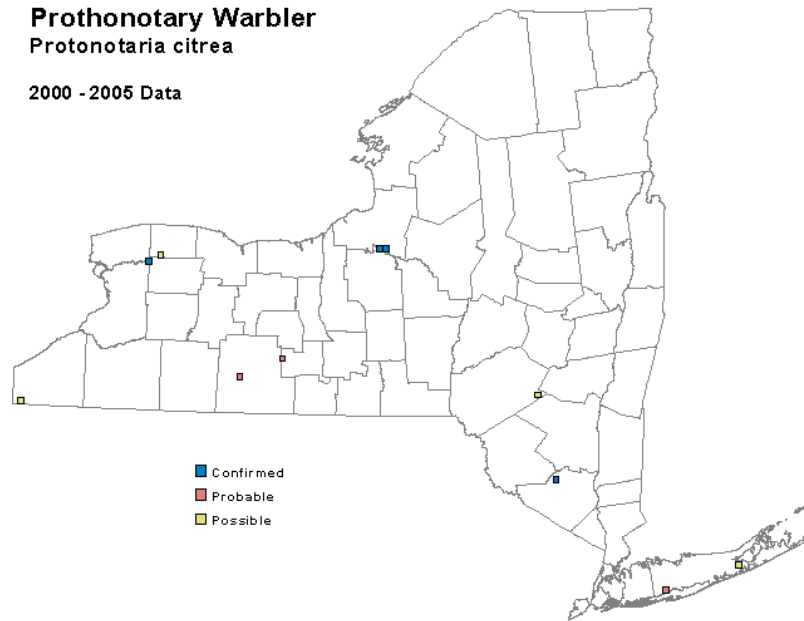 Prothonotary Warbler
Protonotaria citrea
2000 - 2005 Data
Confirmed
Probable
Possible